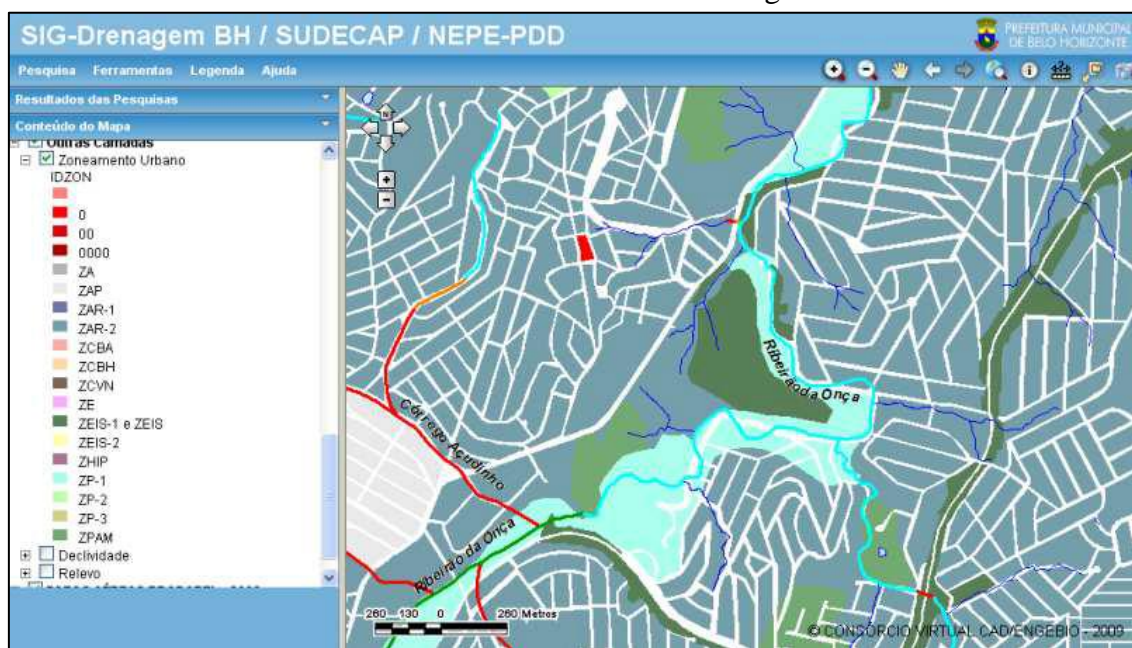 SIG-Drenagem BH / SUDECAP / NEPE-PDD
PREFEITURA MUNICIPAL
DE BELO HORIZONTE
Pesquisa Ferramentas Legenda Ajuda
Resultados das Pesquisas
Conteúdo do Mapa
Outras Camadas
Zoneamento Urbano
IDZON
0
00
0000
ZA
ZAP
ZAR-1
ZAR-2
ZCBA
ZCBH
ZCVN
ZE
ZEIS-1 e ZEIS
ZEIS-2
ZHIP
ZP-1
ZP-2
ZP-3
ZPAM
Declividade
Relevo
N
Ribeirão da Onça
Córrego Açudinho
Ribeirão da Onça
260 130 0 260 Metros
© CONSÓRCIO VIRTUAL CAD/ENGEBIO - 2009